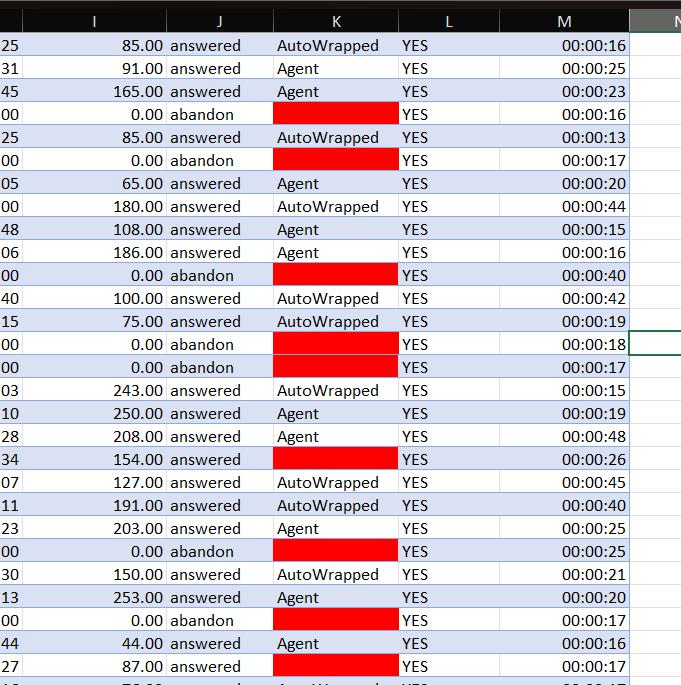 I J K L M
25 85.00 answered AutoWrapped YES 00:00:16
31 91.00 answered Agent YES 00:00:25
45 165.00 answered Agent YES 00:00:23
00 0.00 abandon YES 00:00:16
25 85.00 answered AutoWrapped YES 00:00:13
00 0.00 abandon YES 00:00:17
05 65.00 answered Agent YES 00:00:20
00 180.00 answered AutoWrapped YES 00:00:44
48 108.00 answered Agent YES 00:00:15
06 186.00 answered Agent YES 00:00:16
00 0.00 abandon YES 00:00:40
40 100.00 answered AutoWrapped YES 00:00:42
15 75.00 answered AutoWrapped YES 00:00:19
00 0.00 abandon YES 00:00:18
00 0.00 abandon YES 00:00:17
03 243.00 answered AutoWrapped YES 00:00:15
10 250.00 answered Agent YES 00:00:19
28 208.00 answered Agent YES 00:00:48
34 154.00 answered YES 00:00:26
07 127.00 answered AutoWrapped YES 00:00:45
11 191.00 answered AutoWrapped YES 00:00:40
23 203.00 answered Agent YES 00:00:25
00 0.00 abandon YES 00:00:25
30 150.00 answered AutoWrapped YES 00:00:21
13 253.00 answered Agent YES 00:00:20
00 0.00 abandon YES 00:00:17
44 44.00 answered Agent YES 00:00:16
27 87.00 answered YES 00:00:17